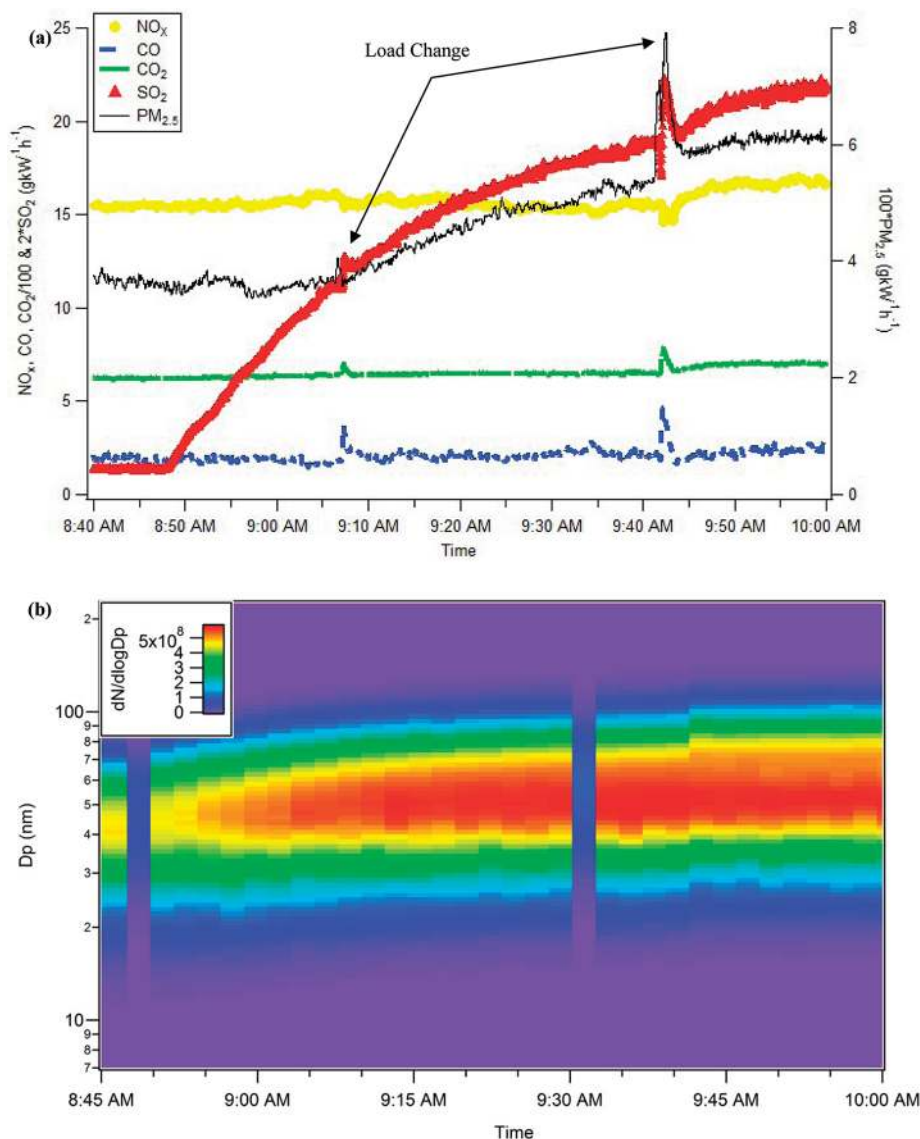 (a)
NOX
CO
CO2
SO2
PM2.5
Load Change
NOx, CO, CO2/100 & 2*SO2 (gkW-1h-1)
100*PM2.5 (gkW-1h-1)
25
20
15
10
5
0
8
6
4
2
0
8:40 AM 8:50 AM 9:00 AM 9:10 AM 9:20 AM 9:30 AM 9:40 AM 9:50 AM 10:00 AM
Time
(b)
dN/dlogDp
5x10^8
4
3
2
1
0
Dp (nm)
2
100
9
8
7
6
5
4
3
2
10
9
8
7
8:45 AM 9:00 AM 9:15 AM 9:30 AM 9:45 AM 10:00 AM
Time